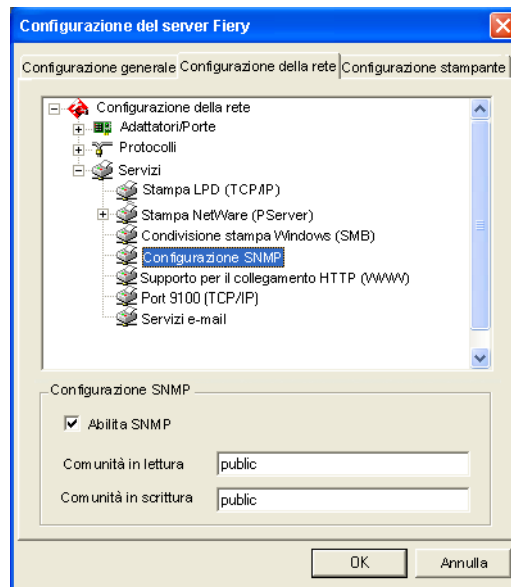 Configurazione del server Fiery
Configurazione generale Configurazione della rete Configurazione stampante
Configurazione della rete
Adattatori/Porte
Protocolli
Servizi
Stampa LPD (TCP/IP)
Stampa NetWare (PServer)
Condivisione stampa Windows (SMB)
Configurazione SNMP
Supporto per il collegamento HTTP (WWW)
Port 9100 (TCP/IP)
Servizi e-mail
Configurazione SNMP
Abilita SNMP
Comunità in lettura public
Comunità in scrittura public
OK Annulla